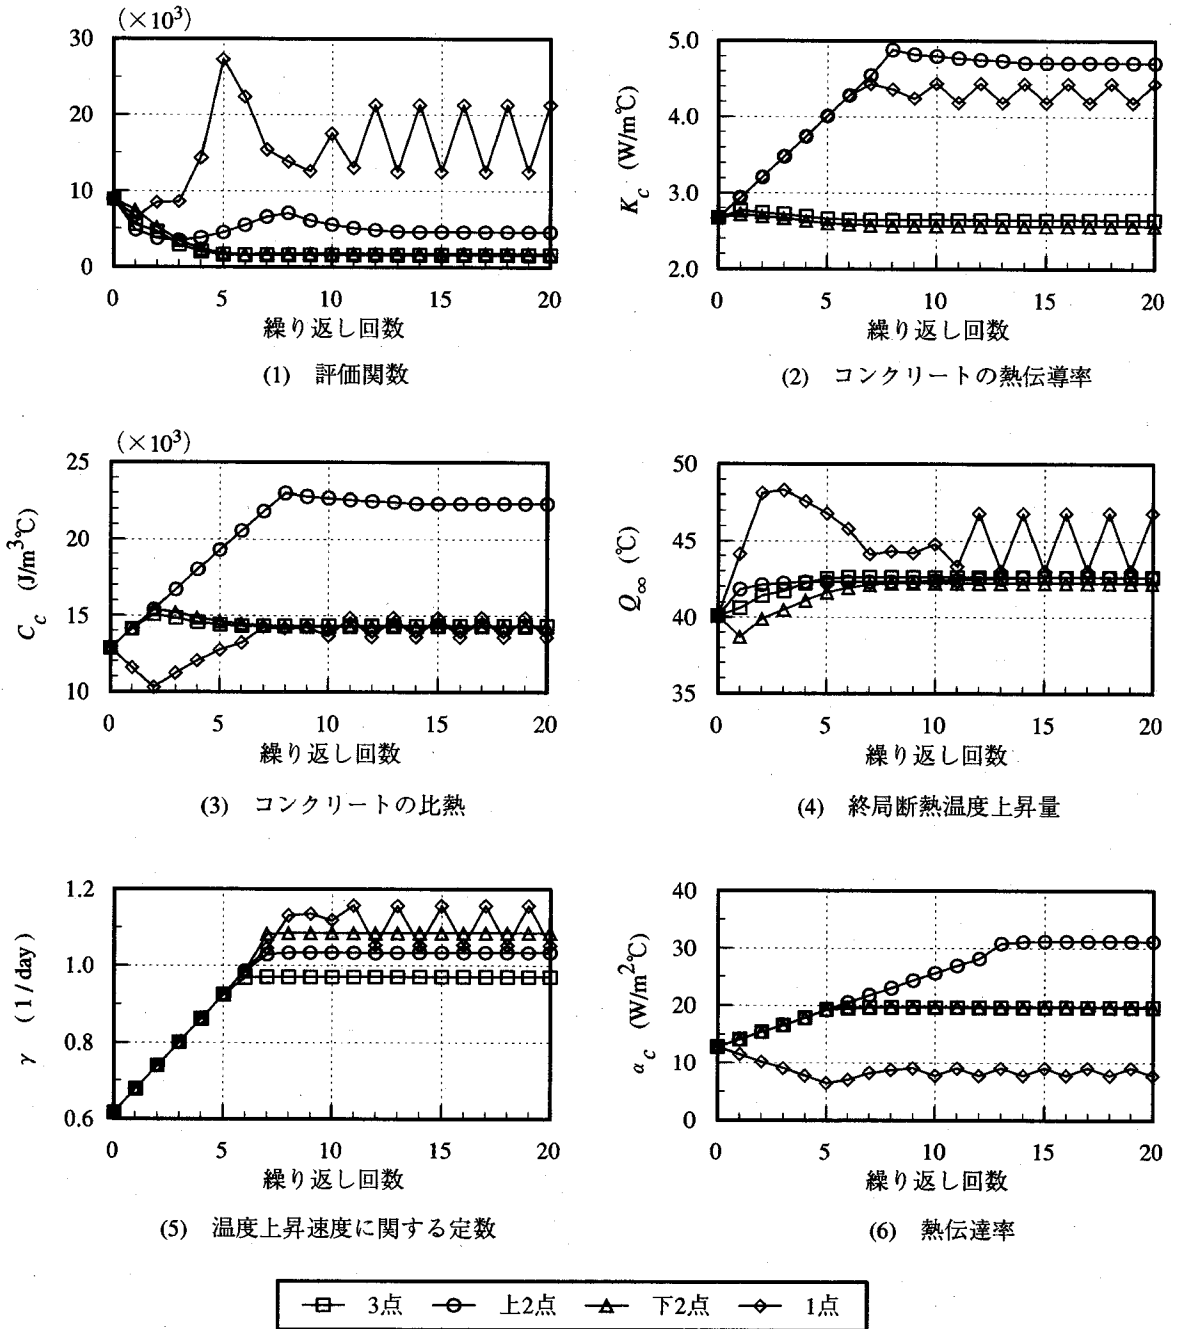 (×10³)
30
20
10
0
0 5 10 15 20
繰り返し回数
(1) 評価関数
K_c (W/m℃)
5.0
4.0
3.0
2.0
0 5 10 15 20
繰り返し回数
(2) コンクリートの熱伝導率
(×10³)
C_c (J/m³℃)
25
20
15
10
0 5 10 15 20
繰り返し回数
(3) コンクリートの比熱
Q_∞ (℃)
50
45
40
35
0 5 10 15 20
繰り返し回数
(4) 終局断熱温度上昇量
γ (1/day)
1.2
1.0
0.8
0.6
0 5 10 15 20
繰り返し回数
(5) 温度上昇速度に関する定数
α_c (W/m²℃)
40
30
20
10
0
0 5 10 15 20
繰り返し回数
(6) 熱伝達率
3点 上2点 下2点 1点